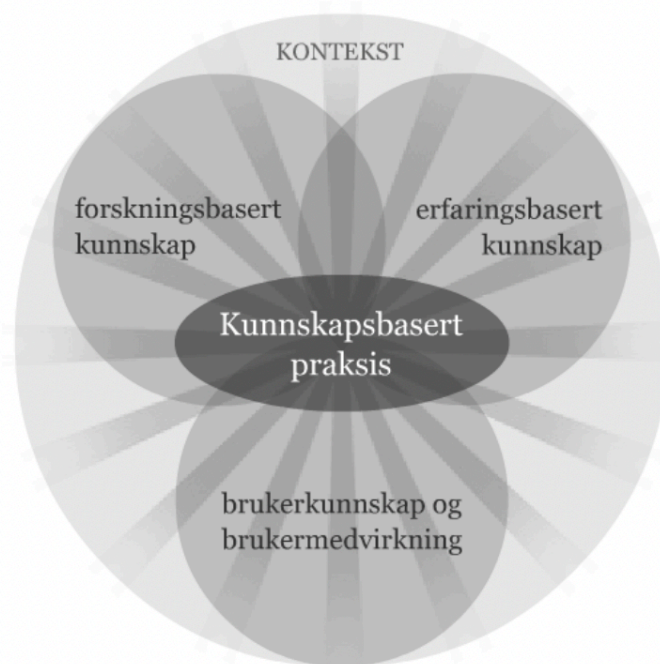 KONTEKST
forskningsbasert
kunnskap
erfaringsbasert
kunnskap
Kunnskapsbasert
praksis
brukerkunnskap og
brukermedvirkning